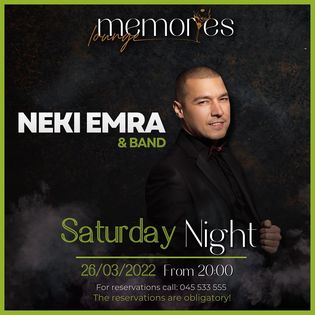 memories
lounge
NEKI EMRA
& BAND
Saturday Night
26/03/2022 From 20:00
For reservations call: 045 533 555
The reservations are obligatory!